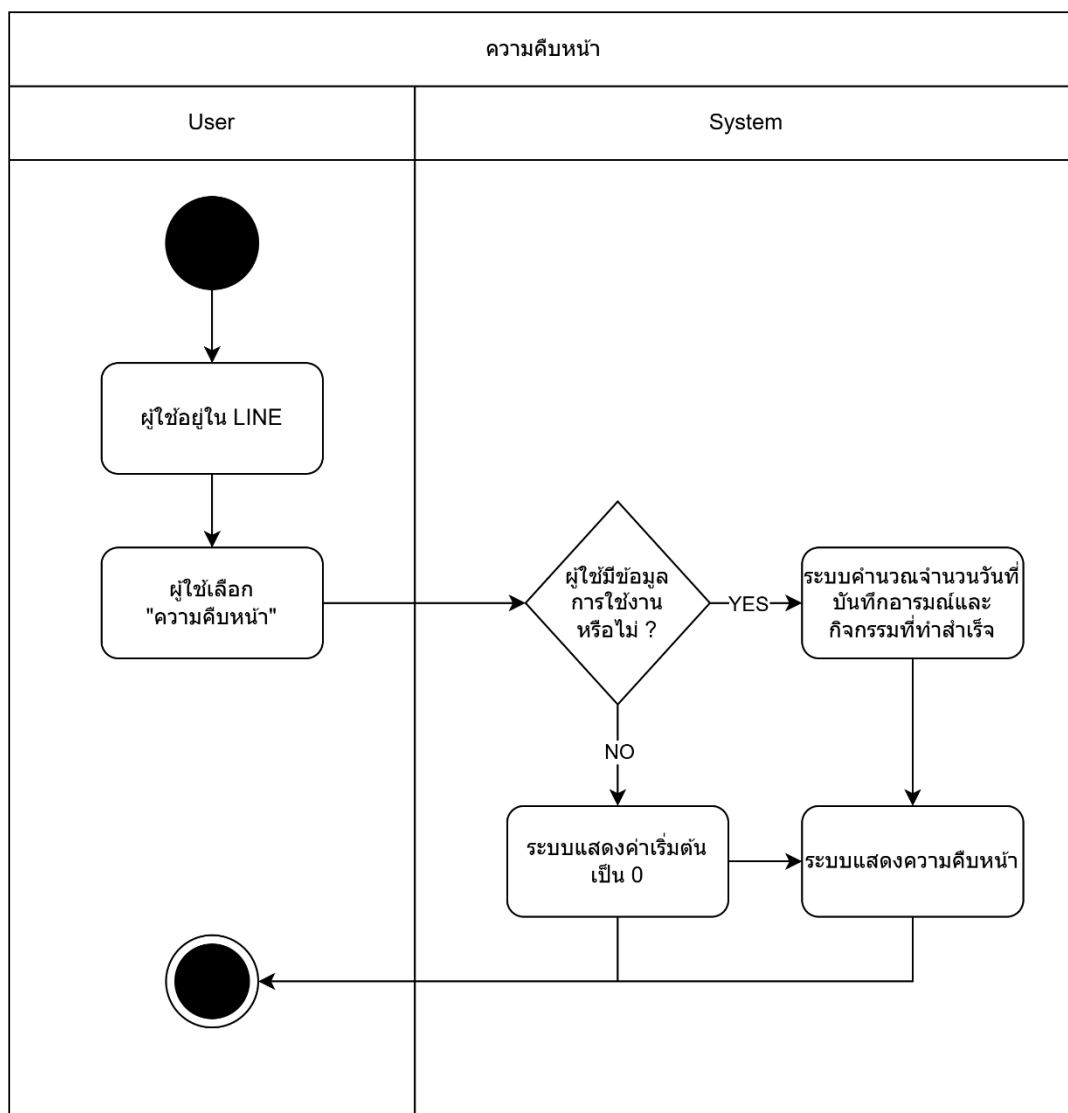 ความคืบหน้า
User
System
ผู้ใช้อยู่ใน LINE
ผู้ใช้เลือก
"ความคืบหน้า"
ผู้ใช้มีข้อมูล
การใช้งาน
หรือไม่ ?
YES
ระบบคำนวณจำนวนวันที่
บันทึกอารมณ์และ
กิจกรรมที่ทำสำเร็จ
NO
ระบบแสดงค่าเริ่มต้น
เป็น 0
ระบบแสดงความคืบหน้า